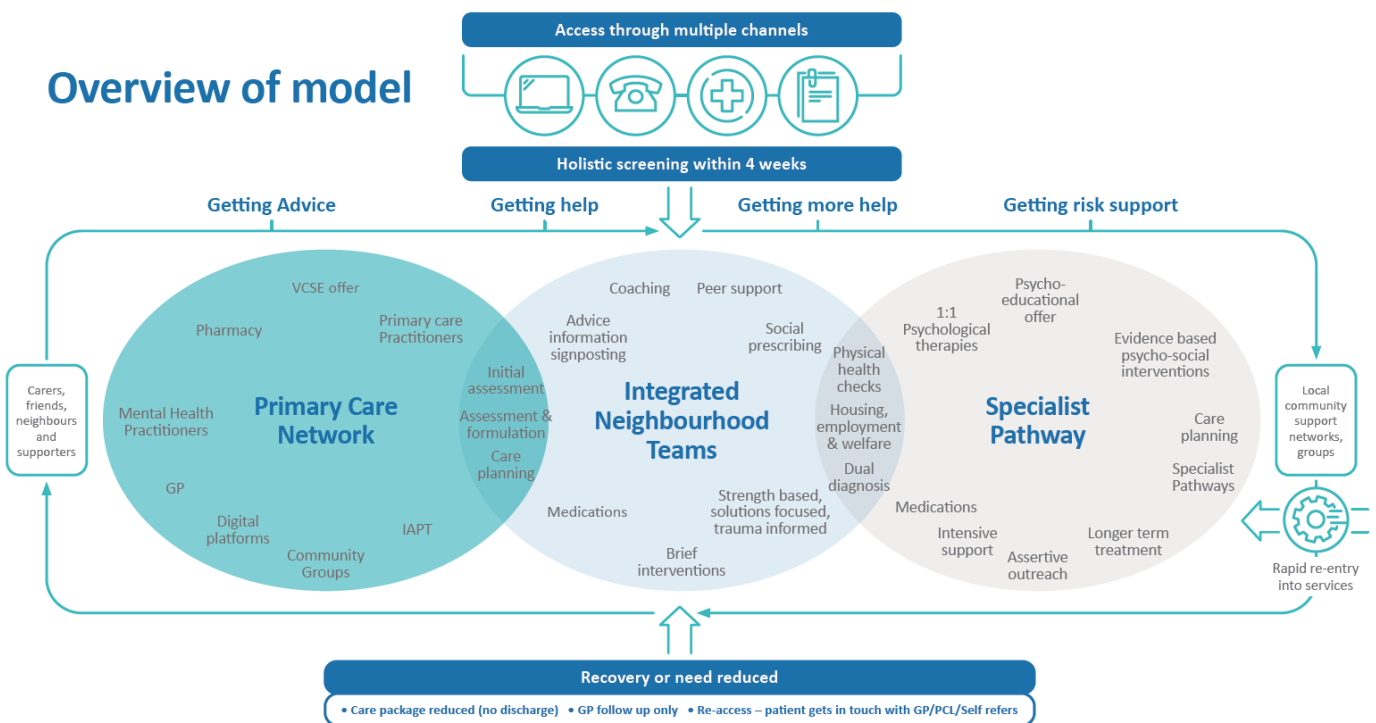 Access through multiple channels
Overview of model
Holistic screening within 4 weeks
Getting Advice
Getting help
Getting more help
Getting risk support
Carers,
friends,
neighbours
and
supporters
VCSE offer
Pharmacy
Primary care
Practitioners
Mental Health
Practitioners
Primary Care
Network
GP
Digital
platforms
Community
Groups
IAPT
Initial
assessment
Assessment &
formulation
Care
planning
Coaching
Peer support
Advice
information
signposting
Social
prescribing
Integrated
Neighbourhood
Teams
Medications
Strength based,
solutions focused,
trauma informed
Brief
interventions
Physical
health
checks
Housing,
employment
& welfare
Dual
diagnosis
Psycho-
educational
offer
1:1
Psychological
therapies
Evidence based
psycho-social
interventions
Specialist
Pathway
Care
planning
Specialist
Pathways
Medications
Intensive
support
Assertive
outreach
Longer term
treatment
Local
community
support
networks,
groups
Rapid re-entry
into services
Recovery or need reduced
• Care package reduced (no discharge) • GP follow up only • Re-access – patient gets in touch with GP/PCL/Self refers